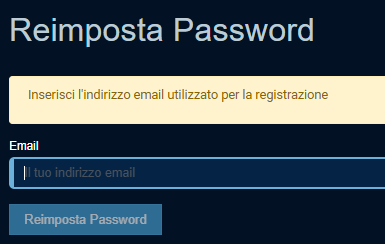 Reimposta Password
Inserisci l'indirizzo email utilizzato per la registrazione
Email
Il tuo indirizzo email
Reimposta Password